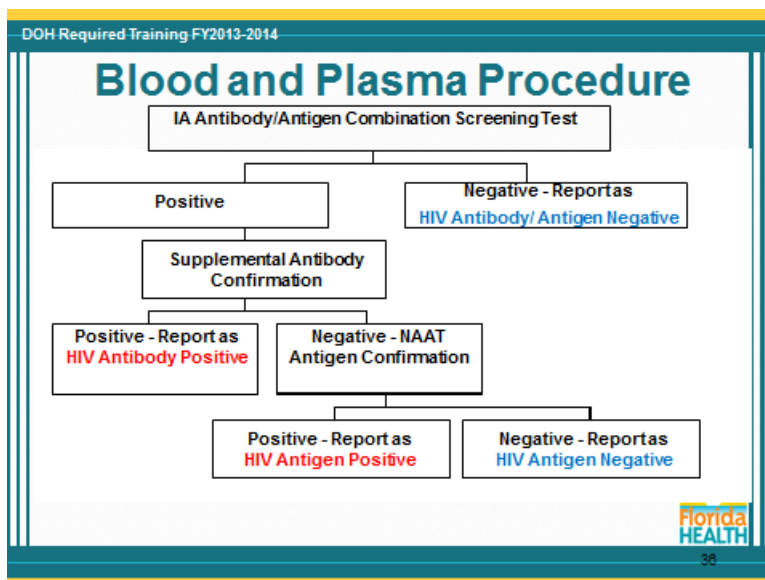 DOH Required Training FY2013-2014
Blood and Plasma Procedure
IA Antibody/Antigen Combination Screening Test
Positive
Negative - Report as
HIV Antibody/ Antigen Negative
Supplemental Antibody
Confirmation
Positive - Report as
HIV Antibody Positive
Negative - NAAT
Antigen Confirmation
Positive - Report as
HIV Antigen Positive
Negative - Report as
HIV Antigen Negative
Florida
HEALTH
36